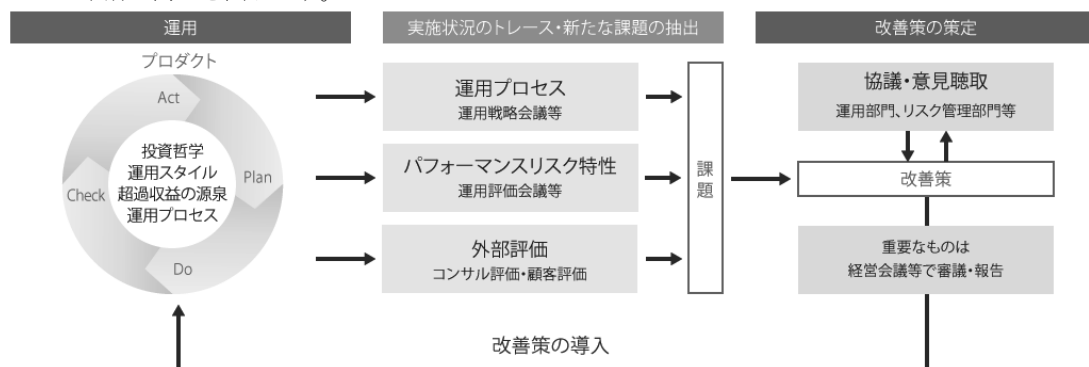 運用
プロダクト
Act
Plan
Do
Check
投資哲学
運用スタイル
超過収益の源泉
運用プロセス
実施状況のトレース・新たな課題の抽出
運用プロセス
運用戦略会議等
パフォーマンスリスク特性
運用評価会議等
外部評価
コンサル評価・顧客評価
課題
改善策の策定
協議・意見聴取
運用部門、リスク管理部門等
改善策
重要なものは
経営会議等で審議・報告
改善策の導入